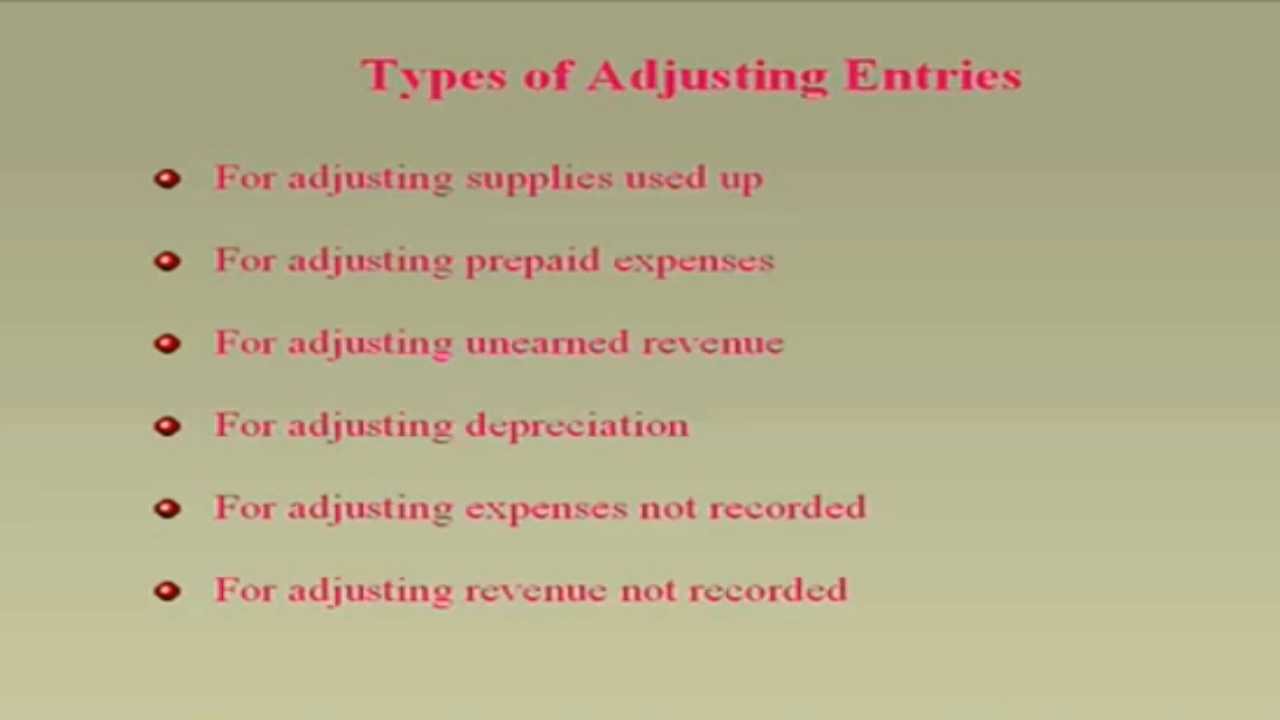 Types of Adjusting Entries
For adjusting supplies used up
For adjusting prepaid expenses
For adjusting unearned revenue
For adjusting depreciation
For adjusting expenses not recorded
For adjusting revenue not recorded